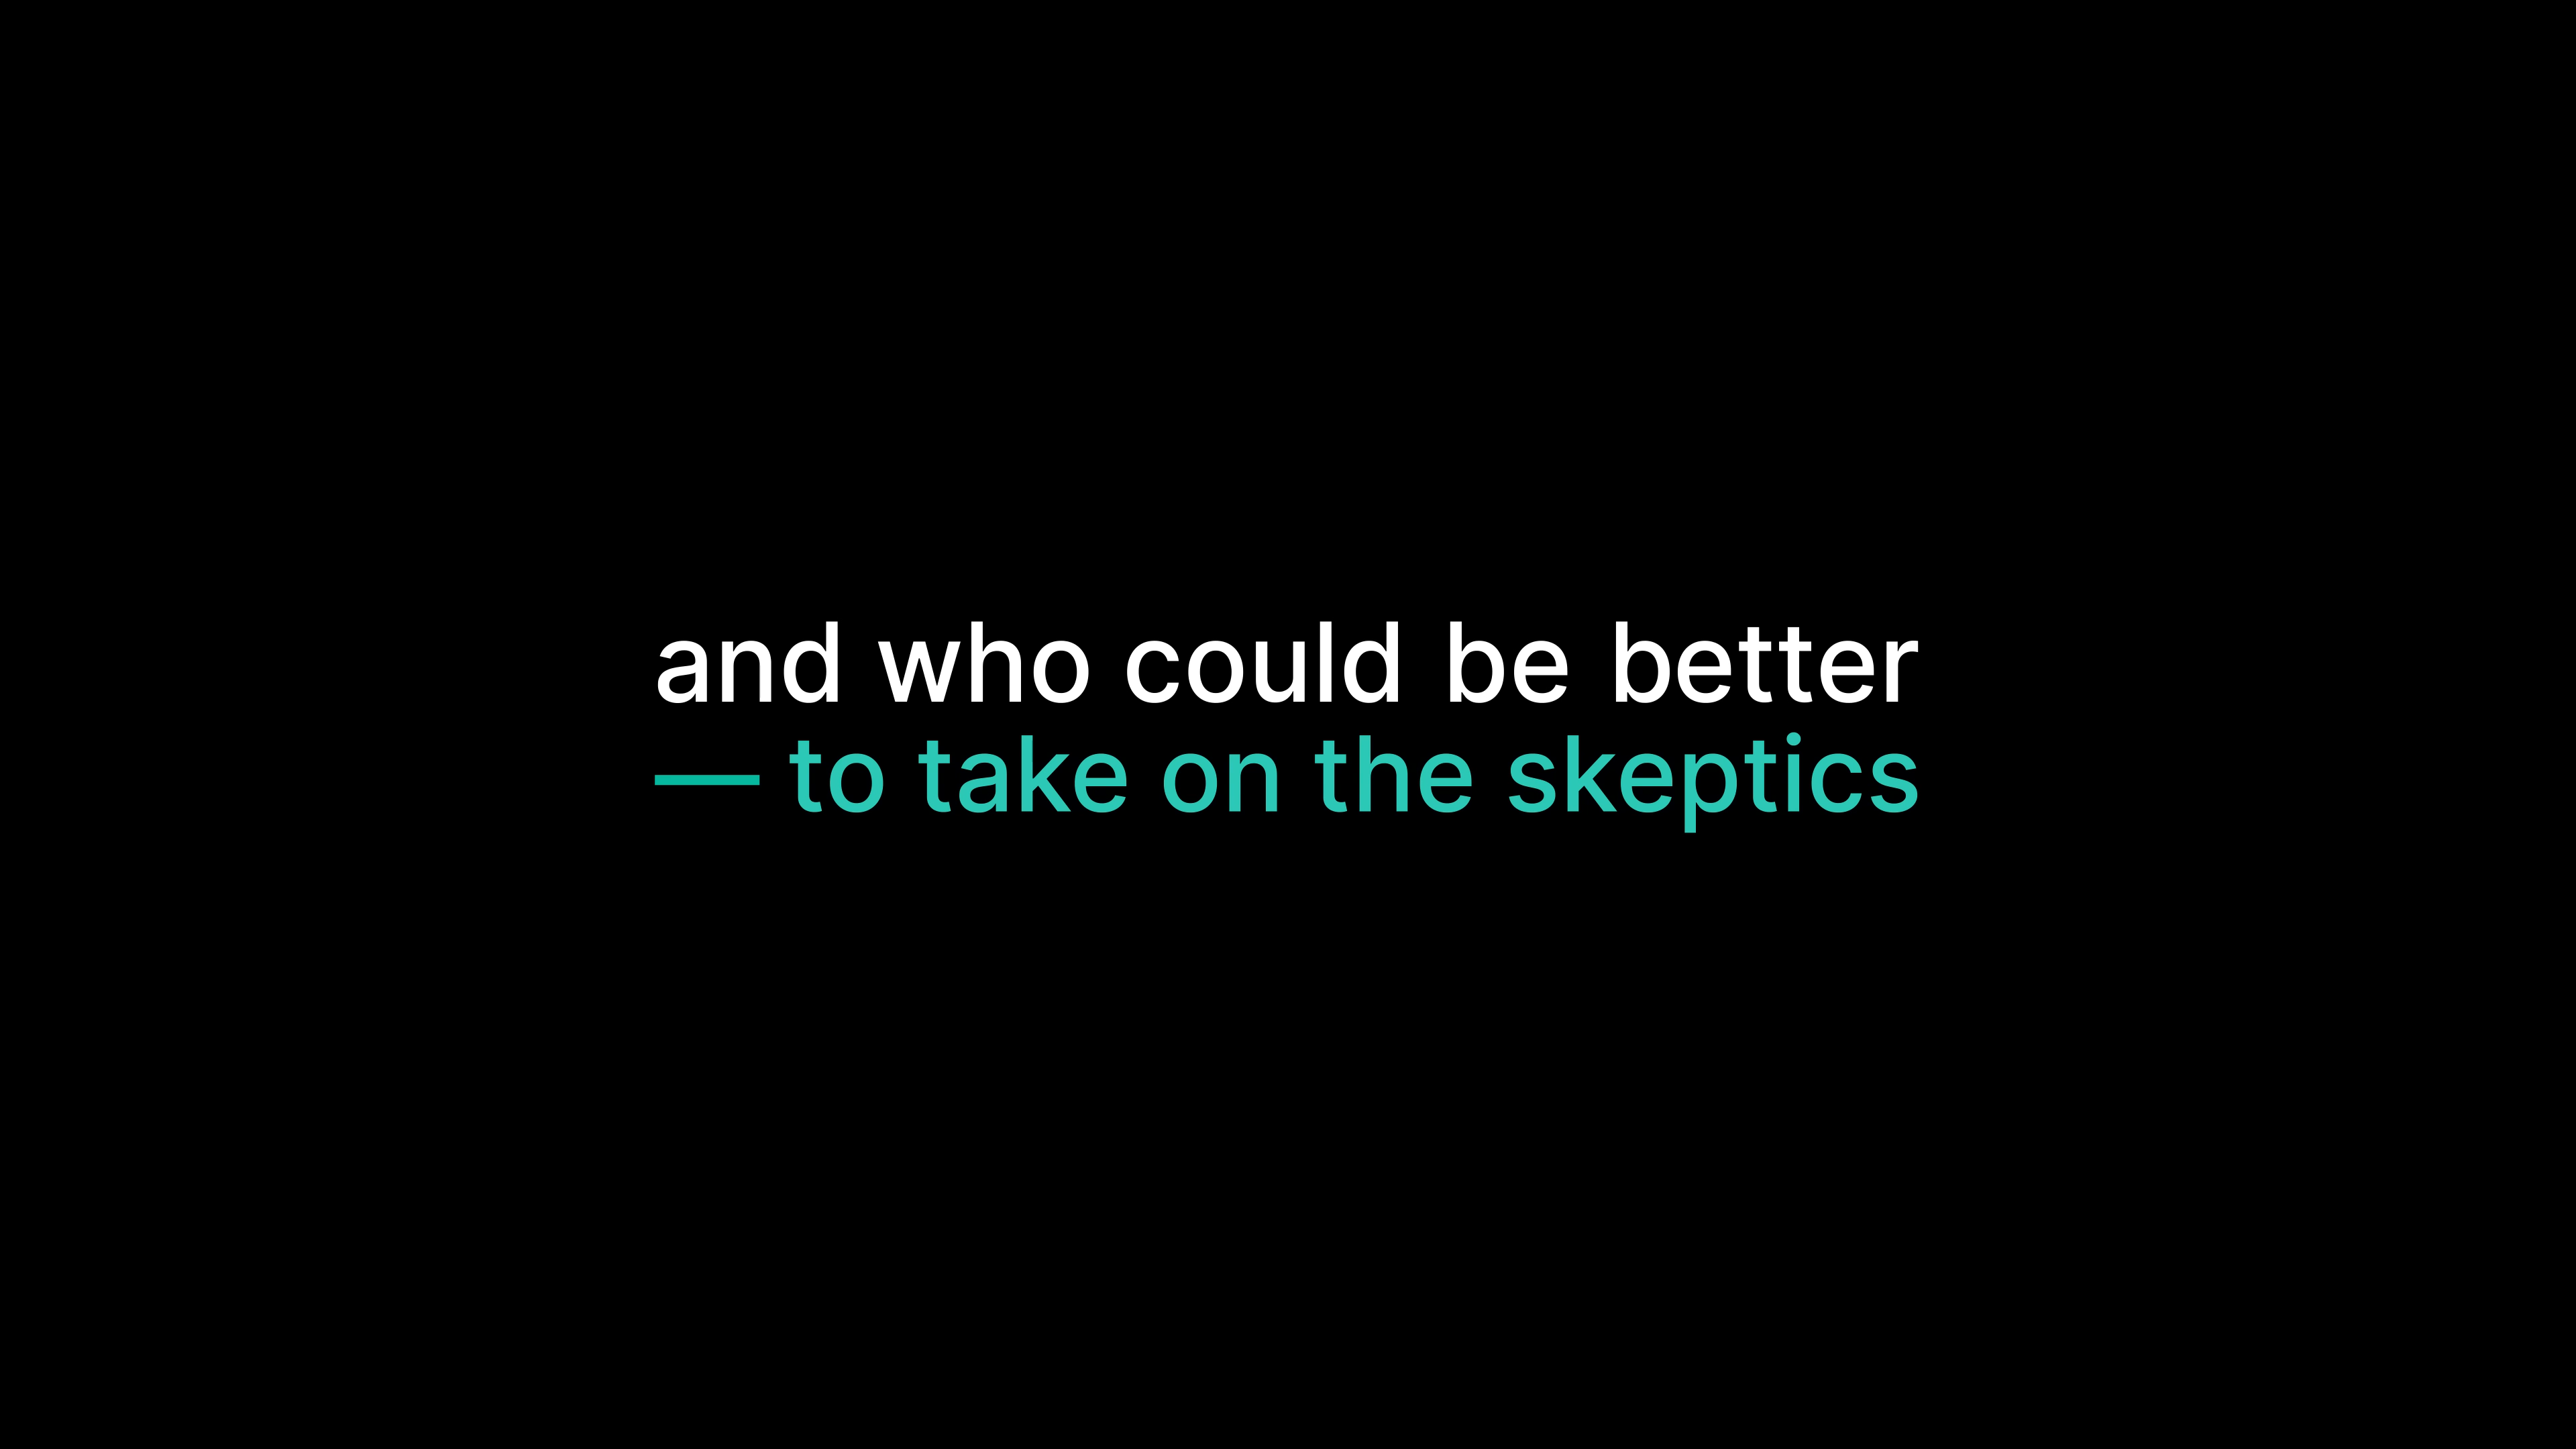 and who could be better
— to take on the skeptics